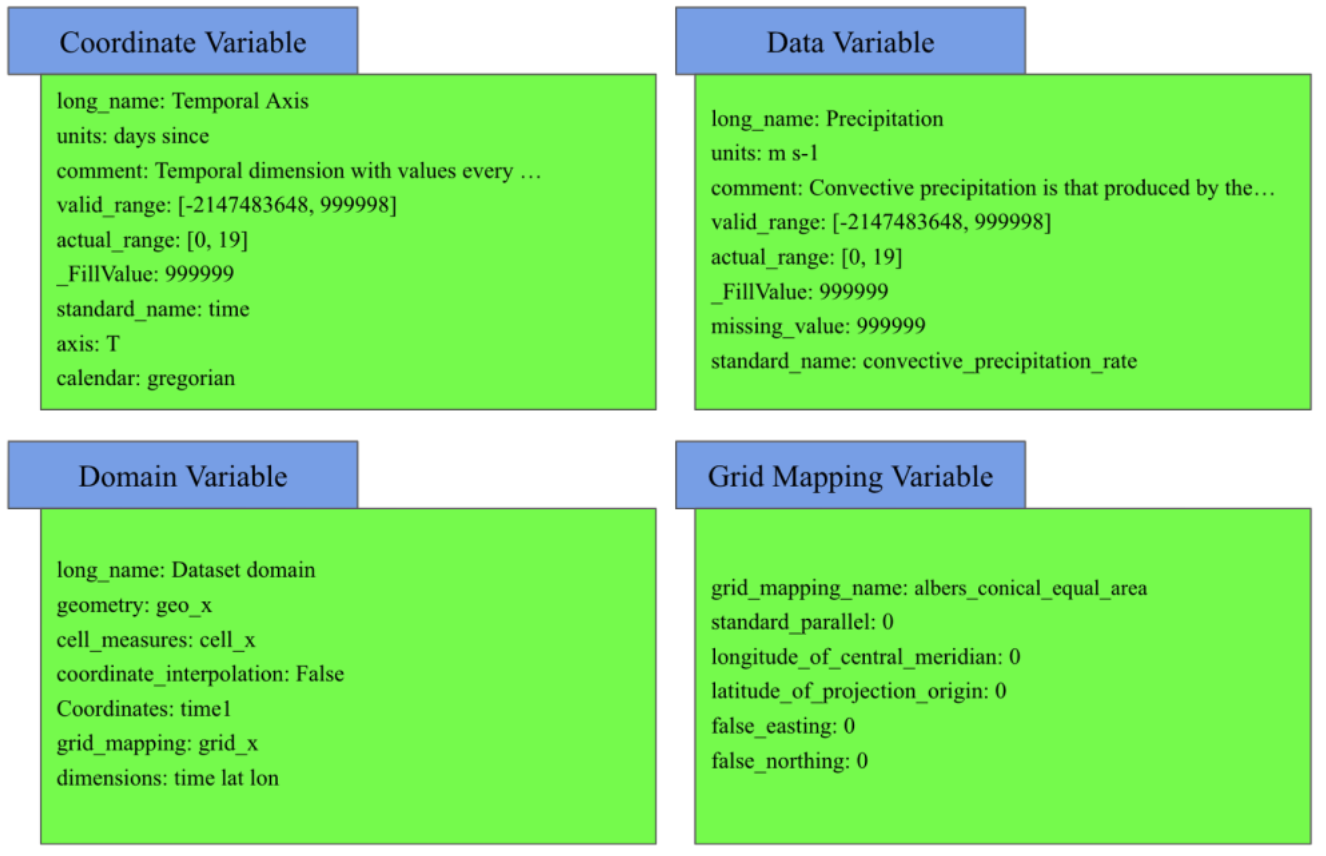 Coordinate Variable
long_name: Temporal Axis
units: days since
comment: Temporal dimension with values every …
valid_range: [-2147483648, 999998]
actual_range: [0, 19]
_FillValue: 999999
standard_name: time
axis: T
calendar: gregorian
Data Variable
long_name: Precipitation
units: m s-1
comment: Convective precipitation is that produced by the…
valid_range: [-2147483648, 999998]
actual_range: [0, 19]
_FillValue: 999999
missing_value: 999999
standard_name: convective_precipitation_rate
Domain Variable
long_name: Dataset domain
geometry: geo_x
cell_measures: cell_x
coordinate_interpolation: False
Coordinates: time1
grid_mapping: grid_x
dimensions: time lat lon
Grid Mapping Variable
grid_mapping_name: albers_conical_equal_area
standard_parallel: 0
longitude_of_central_meridian: 0
latitude_of_projection_origin: 0
false_easting: 0
false_northing: 0